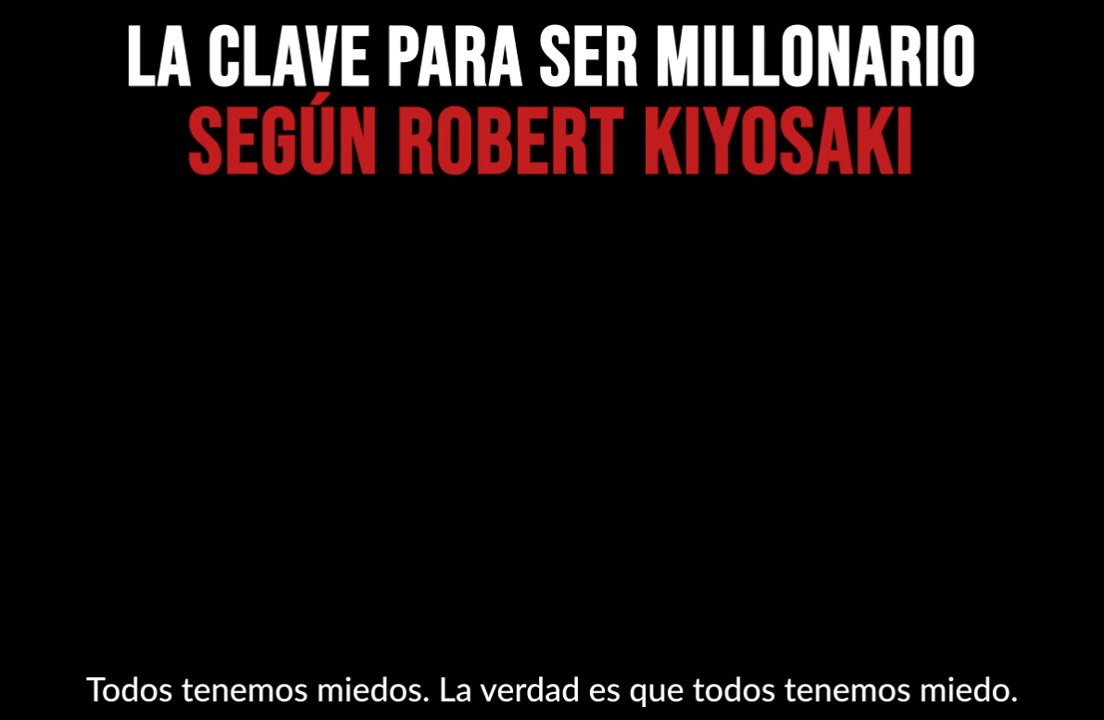 LA CLAVE PARA SER MILLONARIO
SEGÚN ROBERT KIYOSAKI
Todos tenemos miedos. La verdad es que todos tenemos miedo.